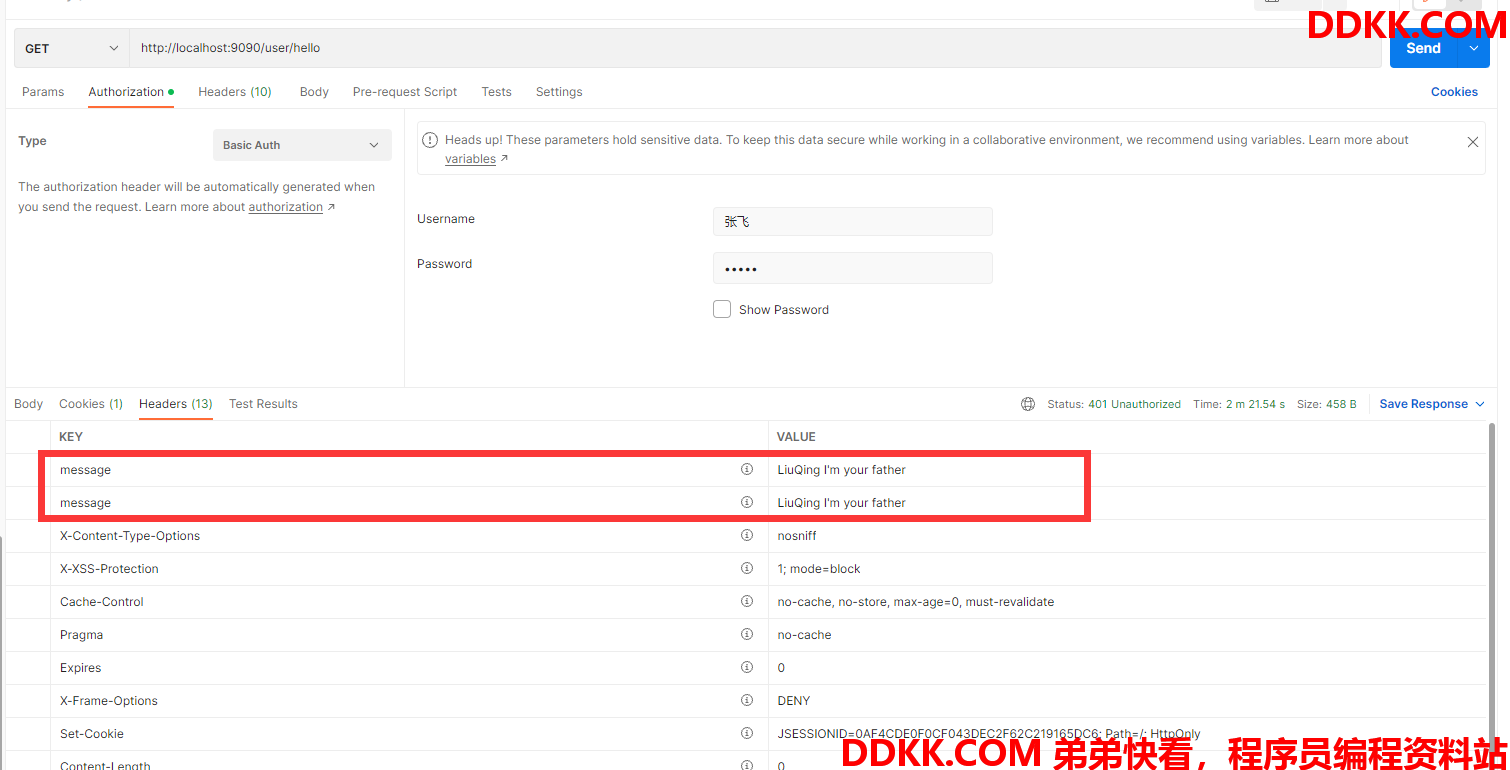 DDKK.COM
GET
http://localhost:9090/user/hello
Send
Params Authorization Headers (10) Body Pre-request Script Tests Settings Cookies
Type
Basic Auth
The authorization header will be automatically generated when
you send the request. Learn more about authorization ↗
Heads up! These parameters hold sensitive data. To keep this data secure while working in a collaborative environment, we recommend using variables. Learn more about
variables ↗
Username
张飞
Password
•••••
Show Password
Body Cookies (1) Headers (13) Test Results
Status: 401 Unauthorized Time: 2 m 21.54 s Size: 458 B Save Response
KEY VALUE
message LiuQing I'm your father
message LiuQing I'm your father
X-Content-Type-Options nosniff
X-XSS-Protection 1; mode=block
Cache-Control no-cache, no-store, max-age=0, must-revalidate
Pragma no-cache
Expires 0
X-Frame-Options DENY
Set-Cookie JSESSIONID=0AF4CDE0F0CF043DEC2F62C219165DC6; Path=/; HttpOnly
Content-Length 0
DDKK.COM 弟弟快看，程序员编程资料站